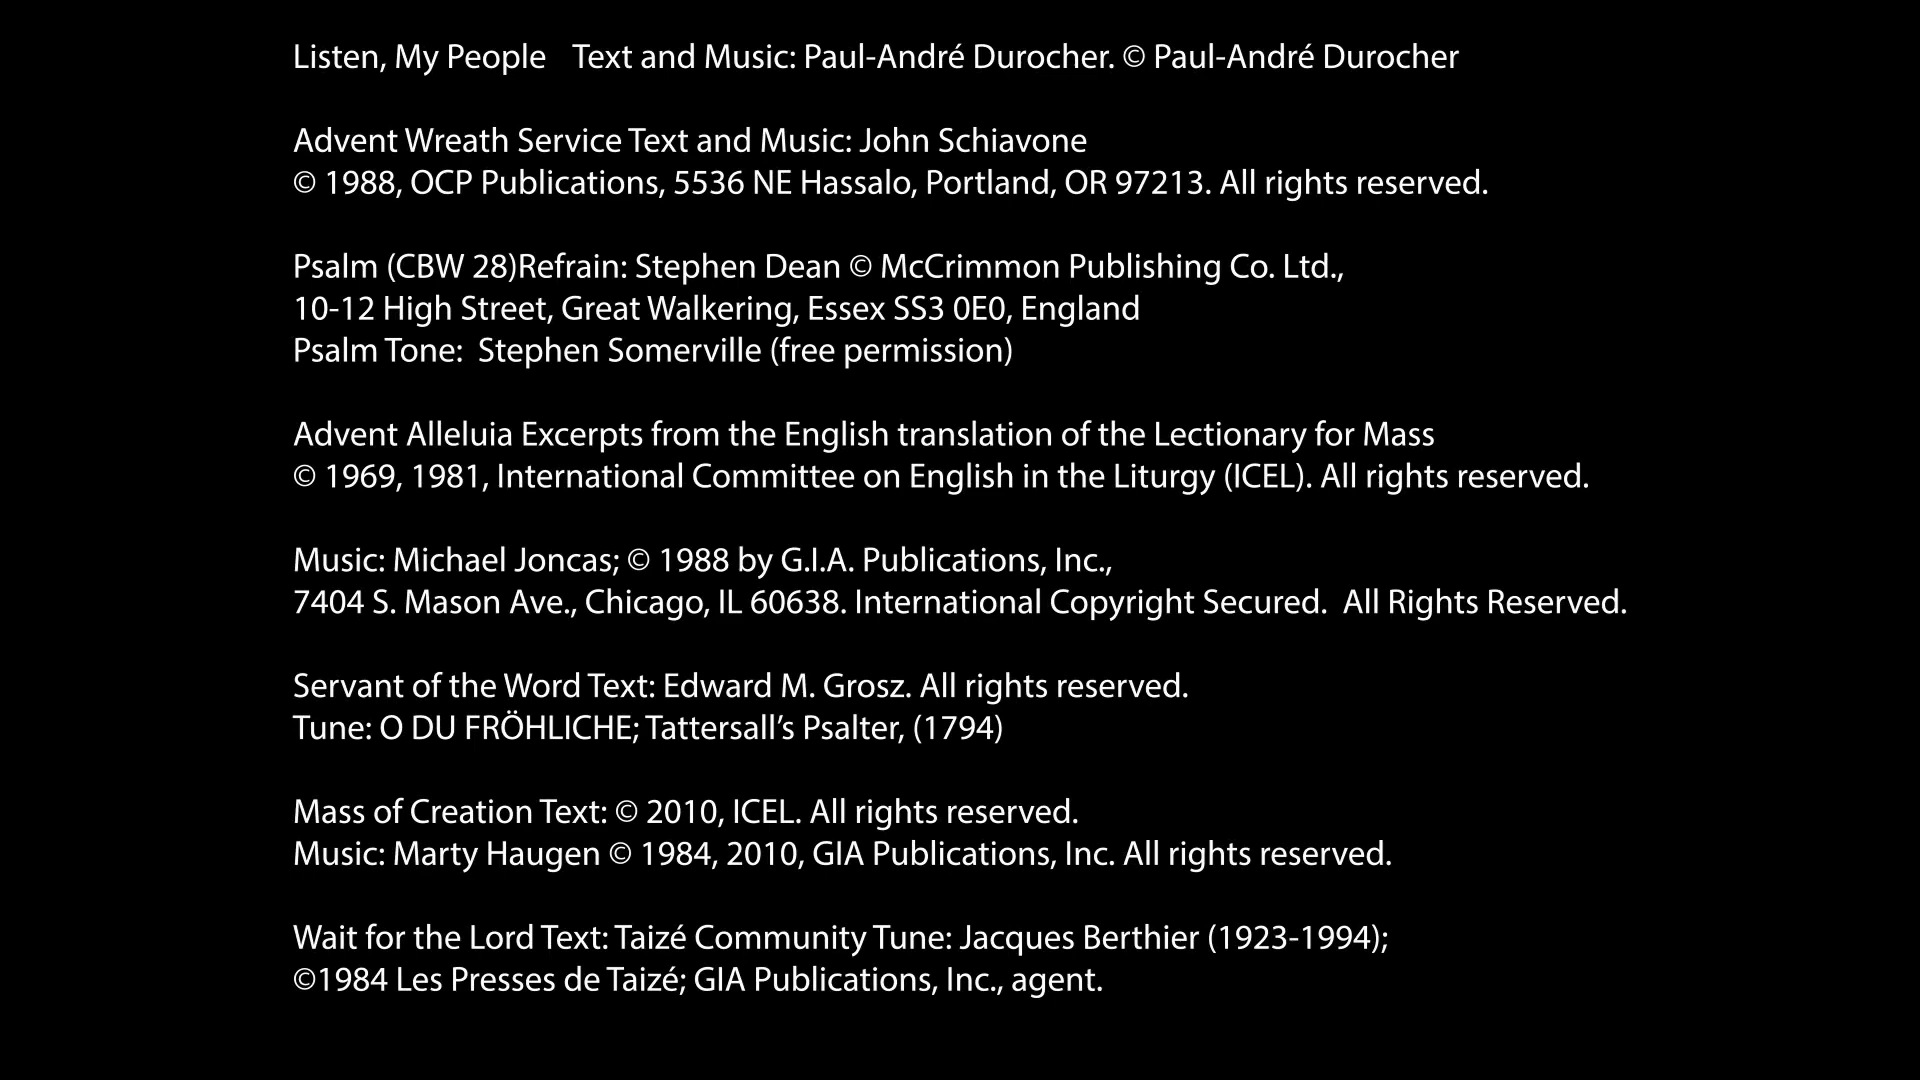 Listen, My People   Text and Music: Paul-André Durocher. © Paul-André Durocher
Advent Wreath Service Text and Music: John Schiavone
© 1988, OCP Publications, 5536 NE Hassalo, Portland, OR 97213. All rights reserved.
Psalm (CBW 28)Refrain: Stephen Dean © McCrimmon Publishing Co. Ltd.,
10-12 High Street, Great Walkering, Essex SS3 0E0, England
Psalm Tone:  Stephen Somerville (free permission)
Advent Alleluia Excerpts from the English translation of the Lectionary for Mass
© 1969, 1981, International Committee on English in the Liturgy (ICEL). All rights reserved.
Music: Michael Joncas; © 1988 by G.I.A. Publications, Inc.,
7404 S. Mason Ave., Chicago, IL 60638. International Copyright Secured.  All Rights Reserved.
Servant of the Word Text: Edward M. Grosz. All rights reserved.
Tune: O DU FRÖHLICHE; Tattersall’s Psalter, (1794)
Mass of Creation Text: © 2010, ICEL. All rights reserved.
Music: Marty Haugen © 1984, 2010, GIA Publications, Inc. All rights reserved.
Wait for the Lord Text: Taizé Community Tune: Jacques Berthier (1923-1994);
©1984 Les Presses de Taizé; GIA Publications, Inc., agent.